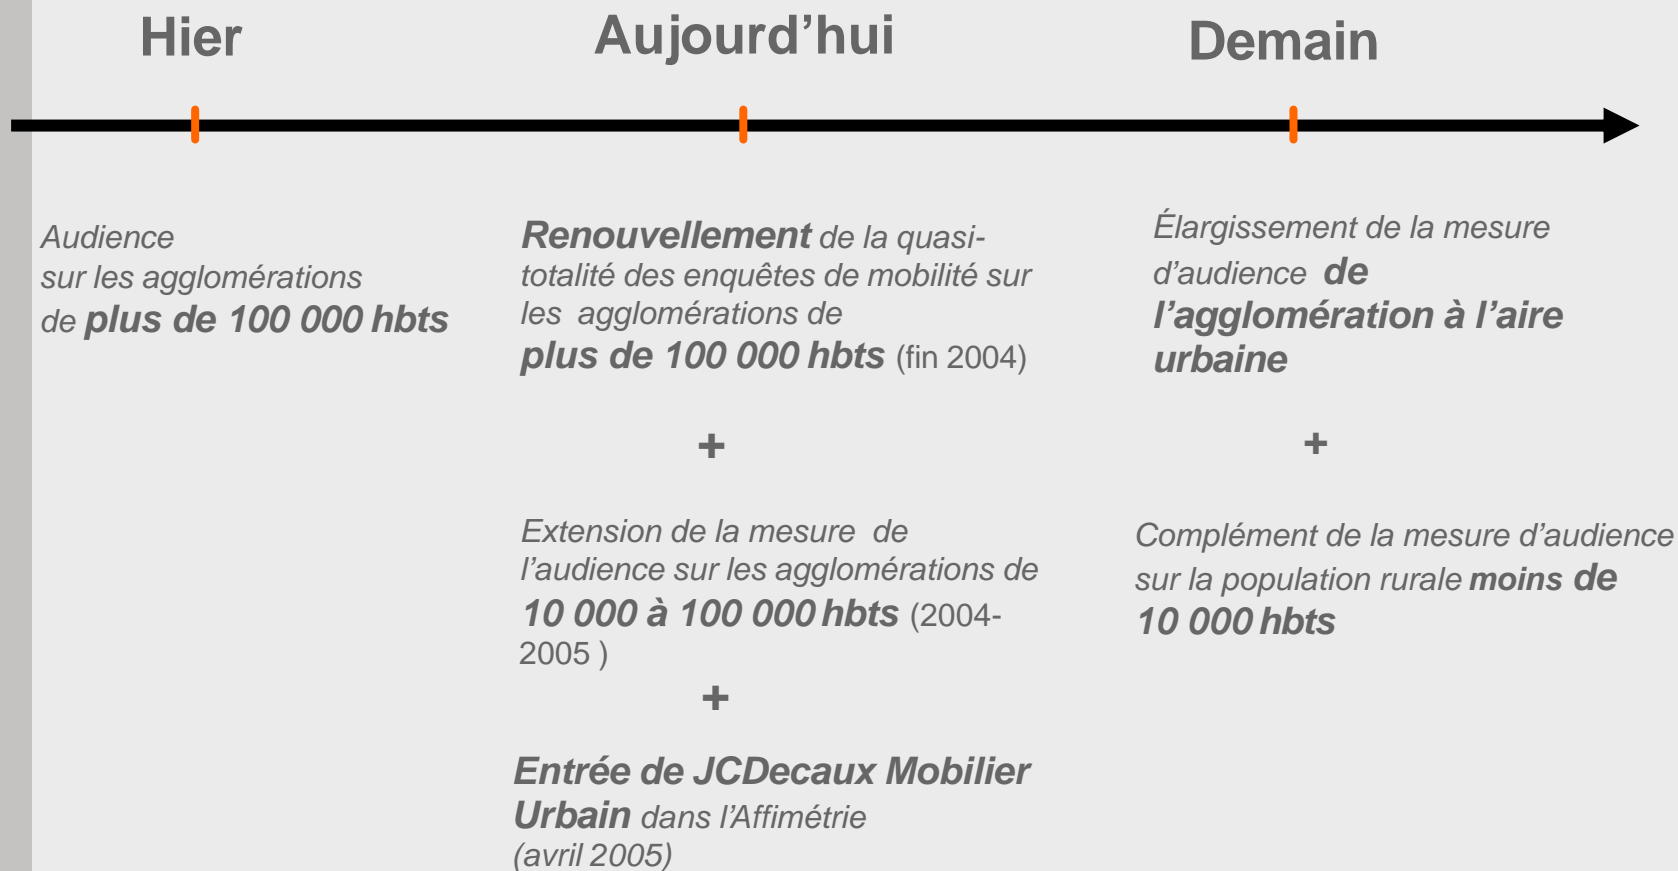 Hier
Aujourd’hui
Demain
Audience
sur les agglomérations
de plus de 100 000 hbts
Renouvellement de la quasi-
totalité des enquêtes de mobilité sur
les agglomérations de
plus de 100 000 hbts (fin 2004)
+
Extension de la mesure de
l’audience sur les agglomérations de
10 000 à 100 000 hbts (2004-
2005 )
+
Entrée de JCDecaux Mobilier
Urbain dans l’Affimétrie
(avril 2005)
Élargissement de la mesure
d’audience de
l’agglomération à l’aire
urbaine
+
Complément de la mesure d’audience
sur la population rurale moins de
10 000 hbts